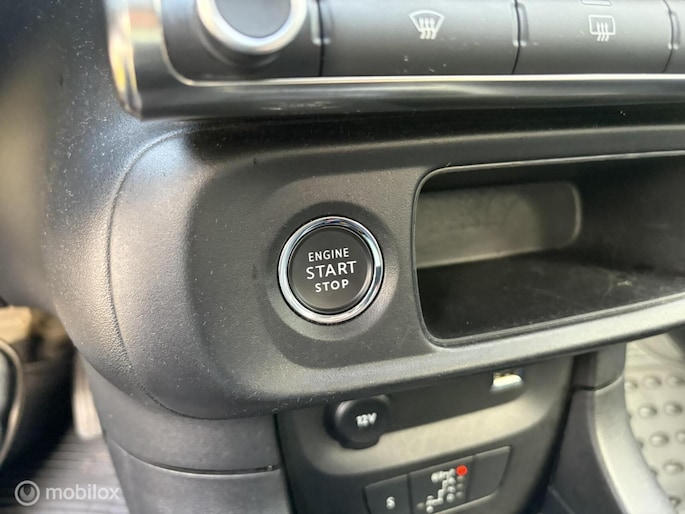 ENGINE
START
STOP
12V
S
mobilox